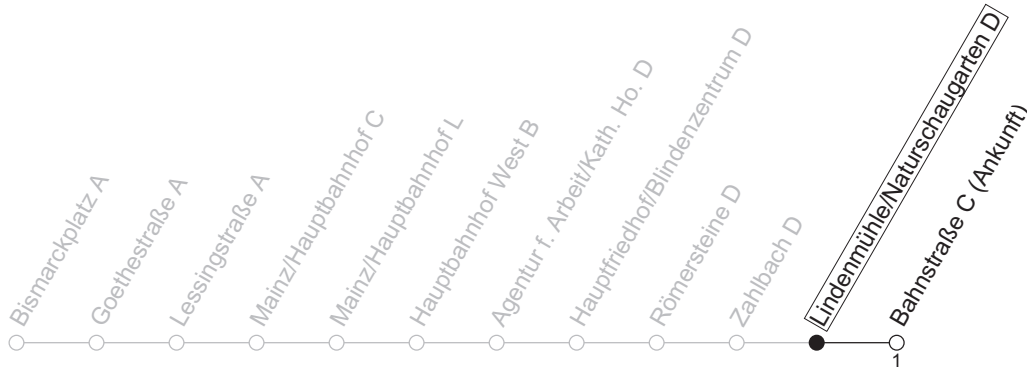 Bismarckplatz A
Goethestraße A
Lessingstraße A
Mainz/Hauptbahnhof C
Mainz/Hauptbahnhof L
Hauptbahnhof West B
Agentur f. Arbeit/Kath. Ho. D
Hauptfriedhof/Blindenzentrum D
Römersteine D
Zahlbach D
Lindenmühle/Naturschaugarten D
Bahnstraße C (Ankunft)
1